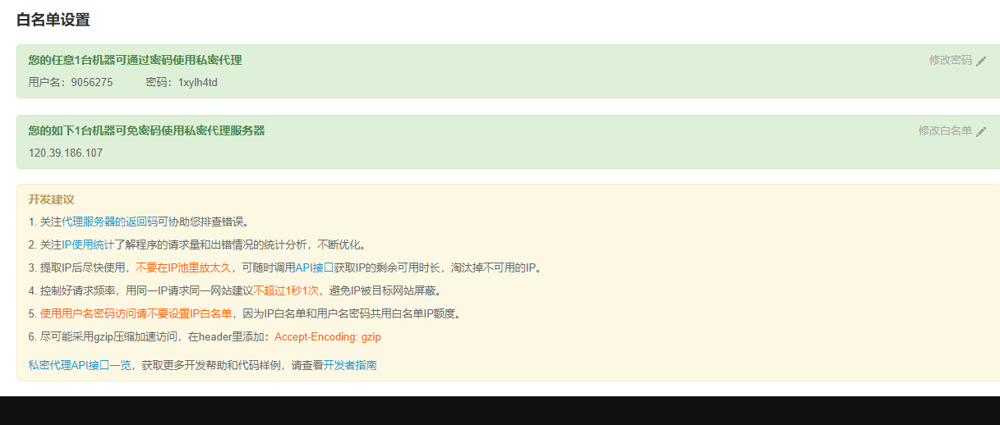 白名单设置
您的任意1台机器可通过密码使用私密代理 修改密码
用户名：9056275 密码：1xylh4td
您的如下1台机器可免密码使用私密代理服务器 修改白名单
120.39.186.107
开发建议
1. 关注代理服务器的返回码可协助您排查错误。
2. 关注IP使用统计了解程序的请求量和出错情况的统计分析，不断优化。
3. 提取IP后尽快使用，不要在IP池里放太久，可随时调用API接口获取IP的剩余可用时长，淘汰掉不可用的IP。
4. 控制好请求频率，用同一IP请求同一网站建议不超过1秒1次，避免IP被目标网站屏蔽。
5. 使用用户名密码访问请不要设置IP白名单，因为IP白名单和用户名密码共用白名单IP额度。
6. 尽可能采用gzip压缩加速访问，在header里添加：Accept-Encoding: gzip
私密代理API接口一览，获取更多开发帮助和代码样例，请查看开发者指南